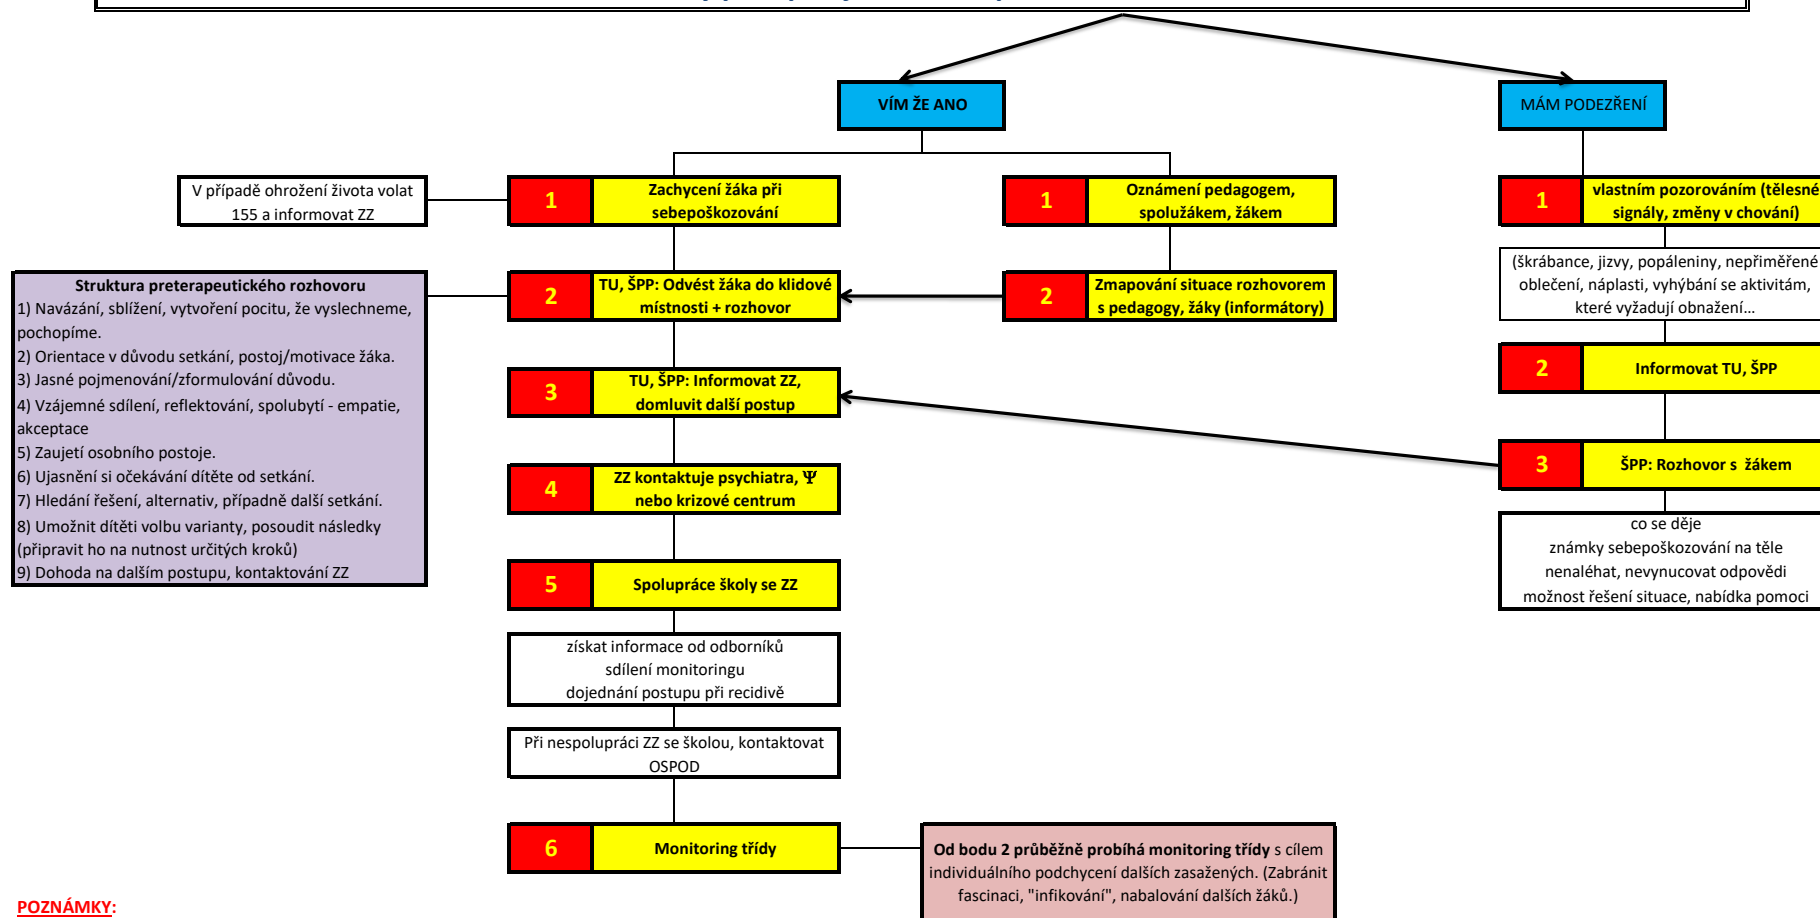 VÍM ŽE ANO
MÁM PODEZŘENÍ
V případě ohrožení života volat
155 a informovat ZZ
1
Zachycení žáka při
sebepoškozování
1
Oznámení pedagogem,
spolužákem, žákem
1
vlastním pozorováním (tělesné
signály, změny v chování)
(škrábance, jizvy, popáleniny, nepřiměřené
oblečení, náplasti, vyhýbání se aktivitám,
které vyžadují obnažení…
Struktura preterapeutického rozhovoru
1) Navázání, sblížení, vytvoření pocitu, že vyslechneme,
pochopíme.
2) Orientace v důvodu setkání, postoj/motivace žáka.
3) Jasné pojmenování/zformulování důvodu.
4) Vzájemné sdílení, reflektování, spolubytí - empatie,
akceptace
5) Zaujetí osobního postoje.
6) Ujasnění si očekávání dítěte od setkání.
7) Hledání řešení, alternativ, případně další setkání.
8) Umožnit dítěti volbu varianty, posoudit následky
(připravit ho na nutnost určitých kroků)
9) Dohoda na dalším postupu, kontaktování ZZ
2
TU, ŠPP: Odvést žáka do klidové
místnosti + rozhovor
2
Zmapování situace rozhovorem
s pedagogy, žáky (informátory)
2
Informovat TU, ŠPP
3
TU, ŠPP: Informovat ZZ,
domluvit další postup
3
ŠPP: Rozhovor s žákem
4
ZZ kontaktuje psychiatra, Ψ
nebo krizové centrum
co se děje
známky sebepoškozování na těle
nenaléhat, nevynucovat odpovědi
možnost řešení situace, nabídka pomoci
5
Spolupráce školy se ZZ
získat informace od odborníků
sdílení monitoringu
dojednání postupu při recidivě
Při nespolupráci ZZ se školou, kontaktovat
OSPOD
6
Monitoring třídy
Od bodu 2 průběžně probíhá monitoring třídy s cílem
individuálního podchycení dalších zasažených. (Zabránit
fascinaci, "infikování", nabalování dalších žáků.)
POZNÁMKY: